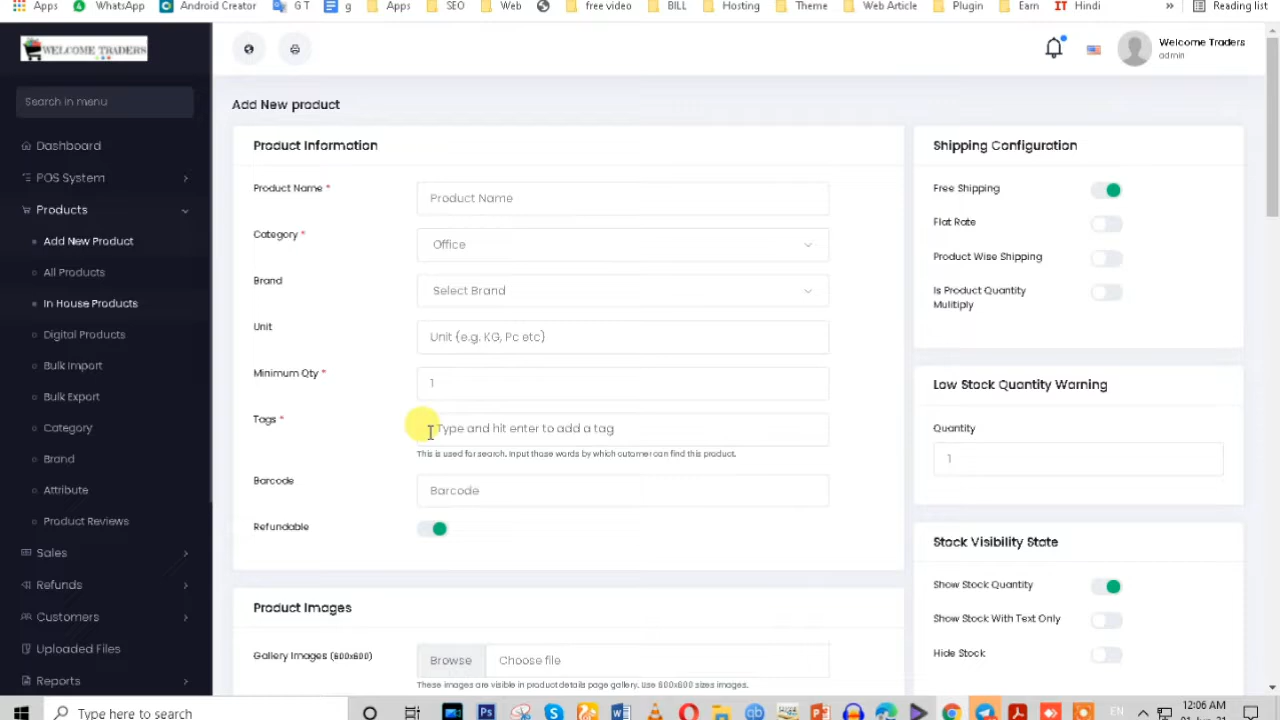 Apps WhatsApp Android Creator G T g Apps SEO Web free video BILL Hosting Theme Web Article Plugin Earn IT Hindi » Reading list
WELCOME TRADERS
Welcome Traders
admin
Search in menu
Dashboard
POS System
Products
Add New Product
All Products
In House Products
Digital Products
Bulk Import
Bulk Export
Category
Brand
Attribute
Product Reviews
Sales
Refunds
Customers
Uploaded Files
Reports
Add New product
Product Information
Product Name *
Product Name
Category *
Office
Brand
Select Brand
Unit
Unit (e.g. KG, Pc etc)
Minimum Qty *
1
Tags *
Type and hit enter to add a tag
This is used for search. Input those words by which cutomer can find this product.
Barcode
Barcode
Refundable
Product Images
Gallery Images (600x600)
Browse Choose file
These images are visible in product details page gallery. Use 600x600 sizes images.
Shipping Configuration
Free Shipping
Flat Rate
Product Wise Shipping
Is Product Quantity
Mulitiply
Low Stock Quantity Warning
Quantity
1
Stock Visibility State
Show Stock Quantity
Show Stock With Text Only
Hide Stock
Type here to search
EN
12:06 AM